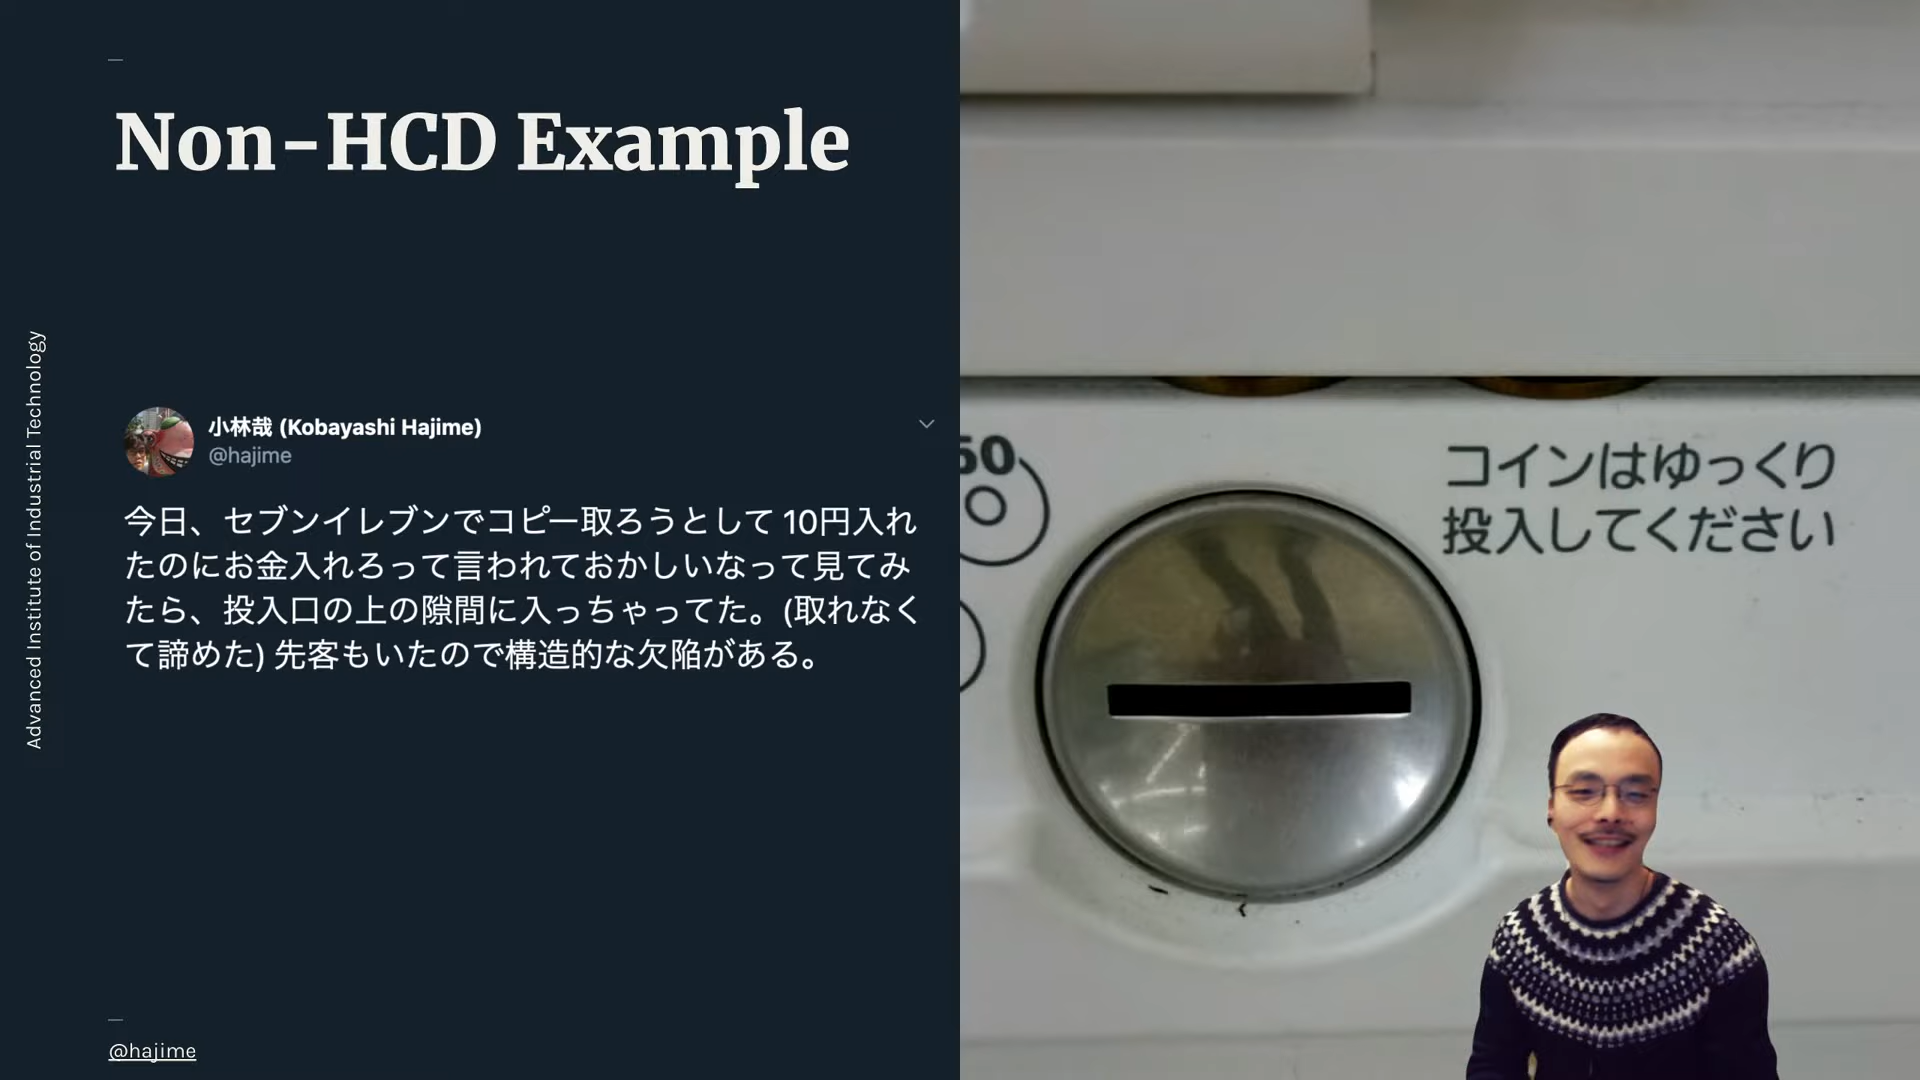 Non-HCD Example
Advanced Institute of Industrial Technology
小林哉 (Kobayashi Hajime)
@hajime
今日、セブンイレブンでコピー取ろうとして10円入れ
たのにお金入れろって言われておかしいなって見てみ
たら、投入口の上の隙間に入っちゃってた。(取れなく
て諦めた) 先客もいたので構造的な欠陥がある。
@hajime
50
コインはゆっくり
投入してください